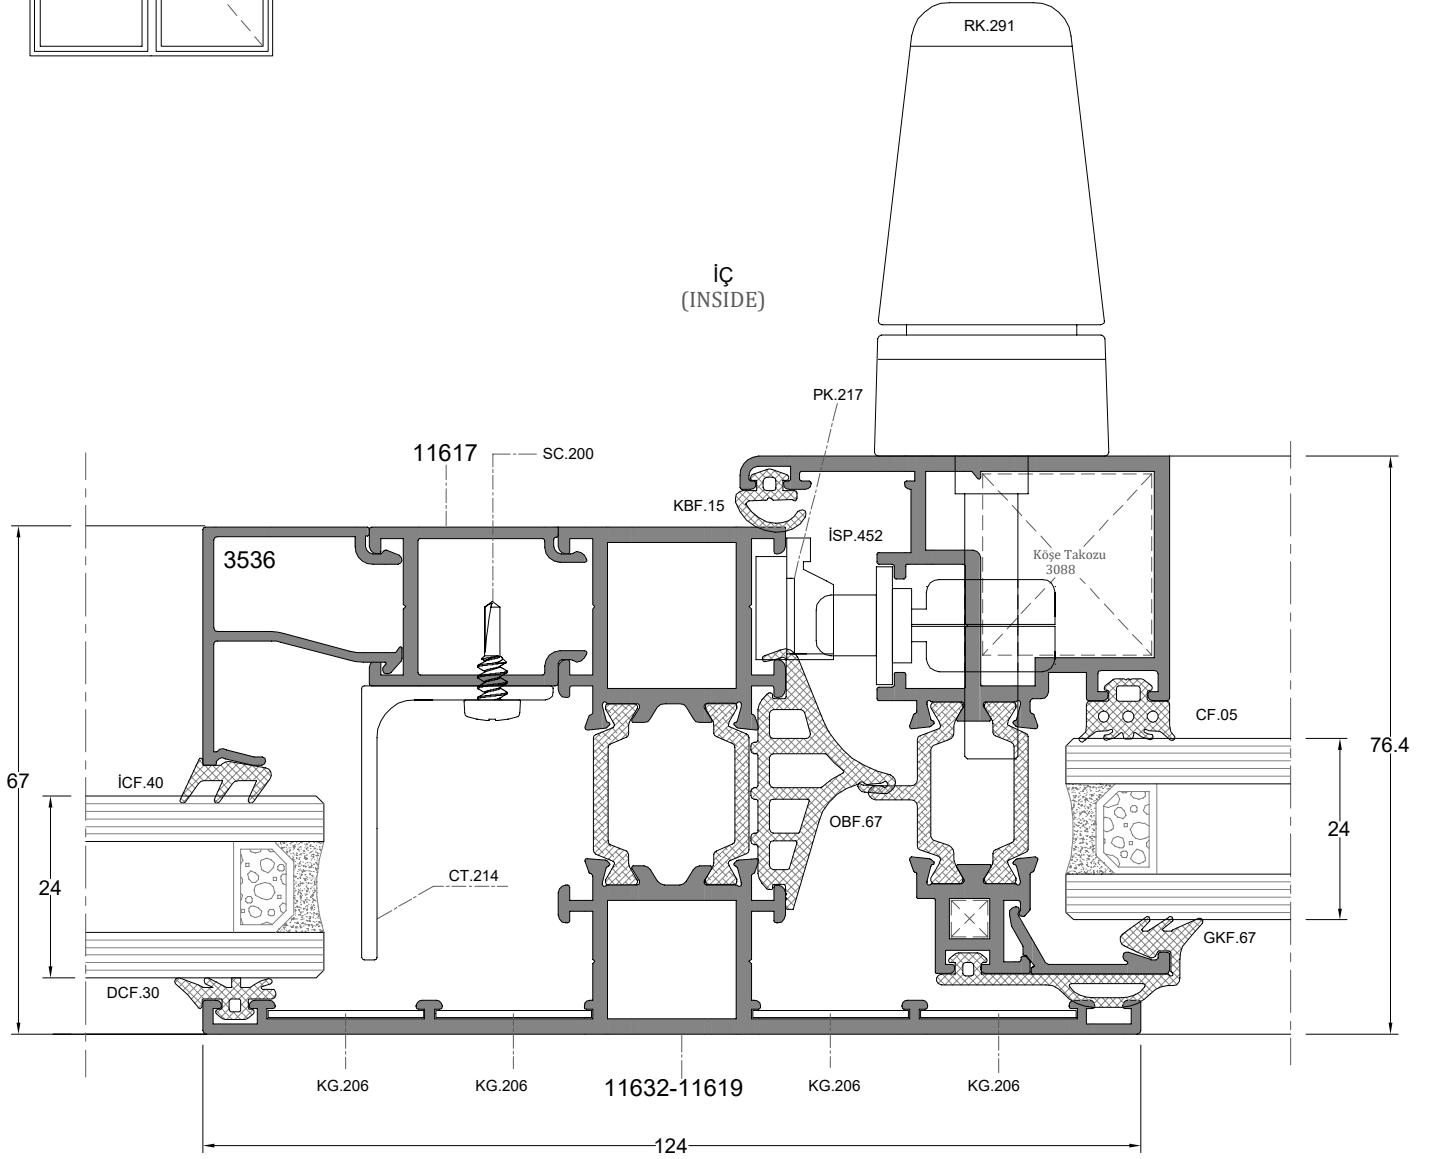 RK.291
İÇ
(INSIDE)
PK.217
11617
SC.200
KBF.15
İSP.452
3536
Köşe Takozu
3088
CF.05
76.4
67
İCF.40
OBF.67
24
24
CT.214
GKF.67
DCF.30
KG.206
KG.206
11632-11619
KG.206
KG.206
124